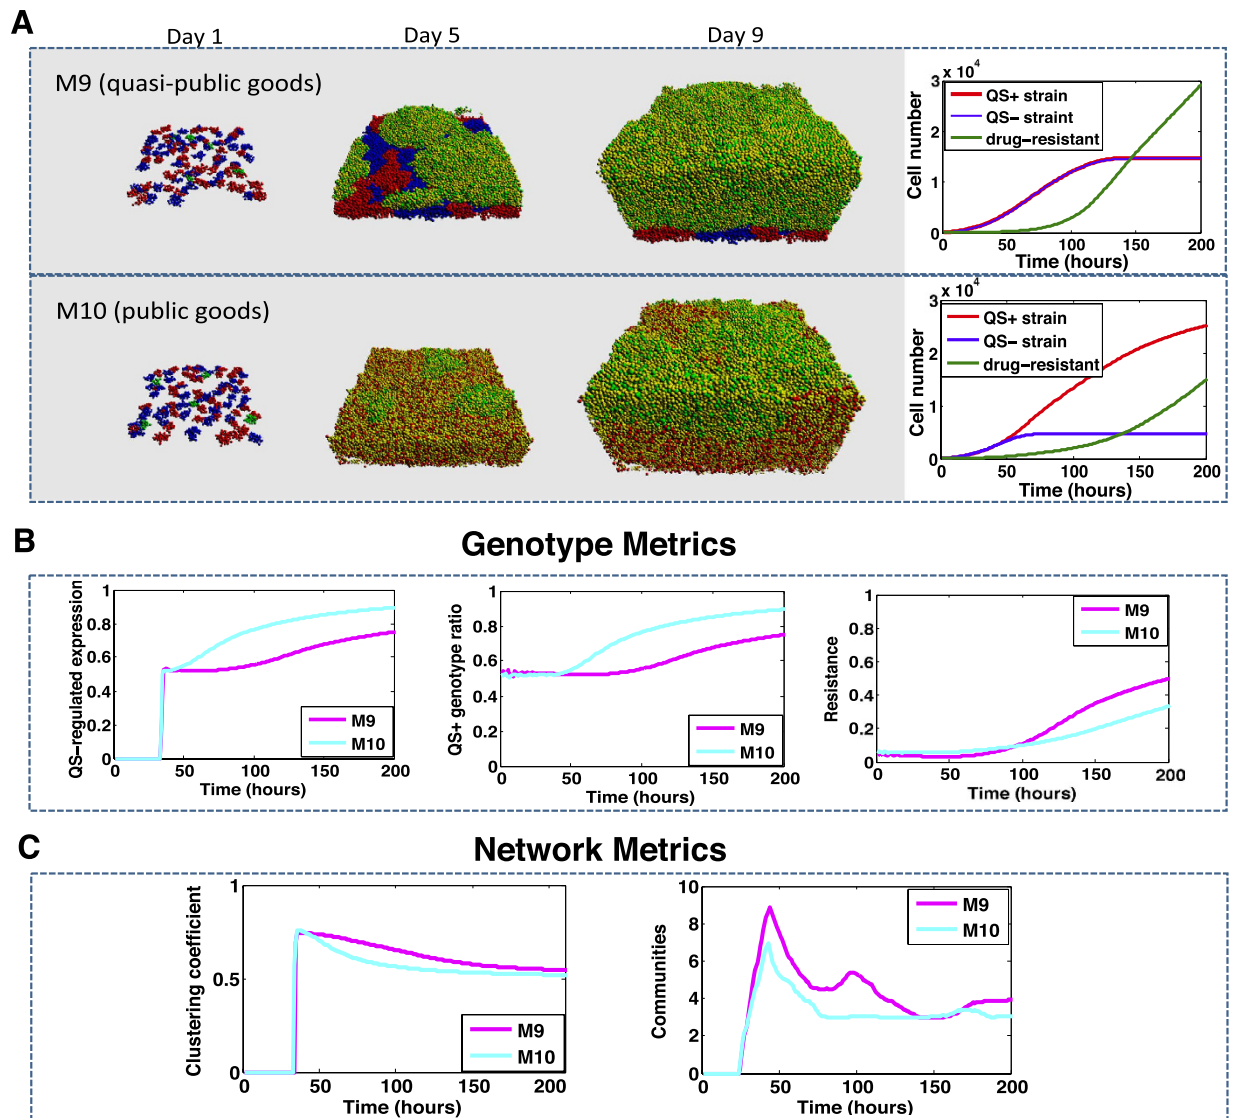 A
Day 1
Day 5
Day 9
M9 (quasi-public goods)
x 10^4
3
2
1
0
Cell number
QS+ strain
QS− straint
drug−resistant
0 50 100 150 200
Time (hours)
M10 (public goods)
x 10^4
3
2
1
0
Cell number
QS+ strain
QS− strain
drug−resistant
0 50 100 150 200
Time (hours)
B
Genotype Metrics
QS−regulated expression
1
0.8
0.6
0.4
0.2
0
M9
M10
0 50 100 150 200
Time (hours)
QS+ genotype ratio
1
0.8
0.6
0.4
0.2
0
M9
M10
0 50 100 150 200
Time (hours)
Resistance
1
0.8
0.6
0.4
0.2
0
M9
M10
0 50 100 150 200
Time (hours)
C
Network Metrics
Clustering coefficient
1
0.5
0
M9
M10
0 50 100 150 200
Time (hours)
Communities
10
8
6
4
2
0
M9
M10
0 50 100 150 200
Time (hours)